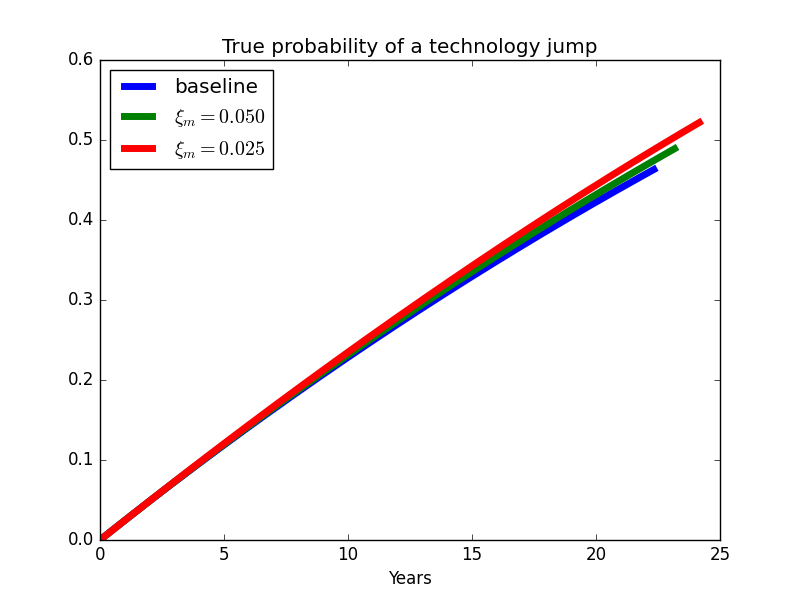 True probability of a technology jump
0.6
0.5
0.4
0.3
0.2
0.1
0.0
baseline
ξₘ = 0.050
ξₘ = 0.025
0 5 10 15 20 25
Years